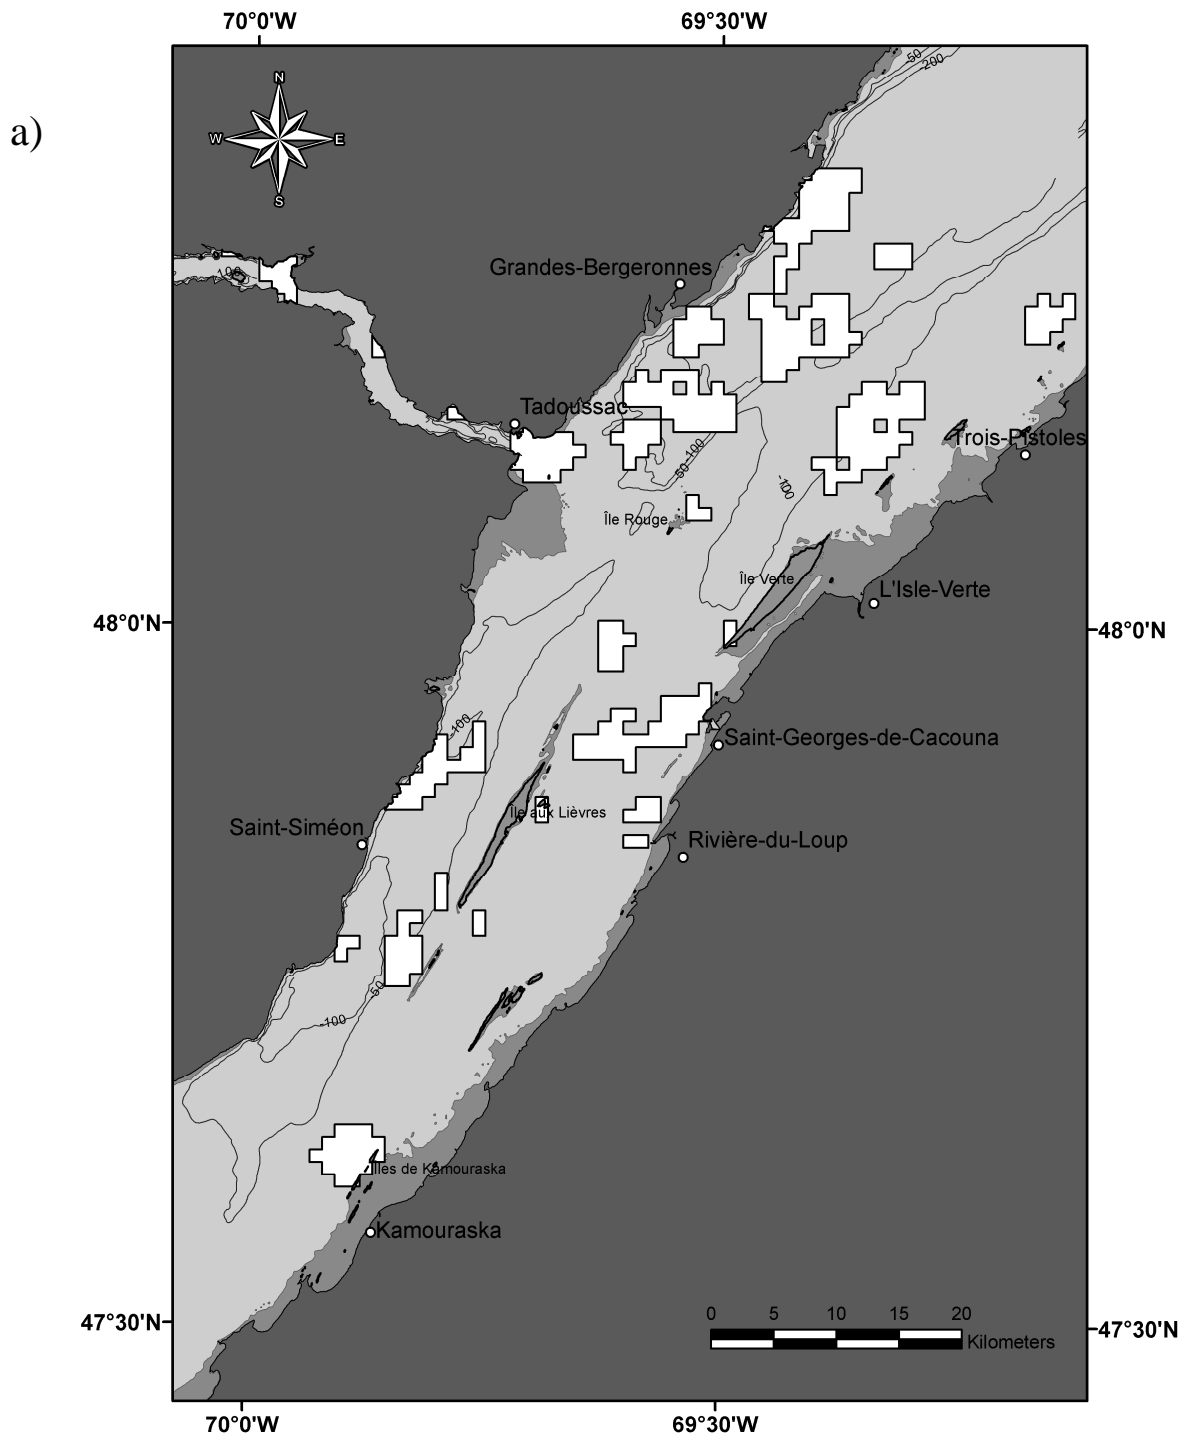 70°0'W
69°30'W
a)
N
W
E
S
-50
-200
-100
Grandes-Bergeronnes
Tadoussac
Trois-Pistoles
-100
-50
-100
Île Rouge
Île Verte
L'Isle-Verte
48°0'N
48°0'N
-100
Saint-Georges-de-Cacouna
Île aux Lièvres
Saint-Siméon
Rivière-du-Loup
-50
-100
Îles de Kamouraska
Kamouraska
0 5 10 15 20
Kilometers
47°30'N
47°30'N
70°0'W
69°30'W